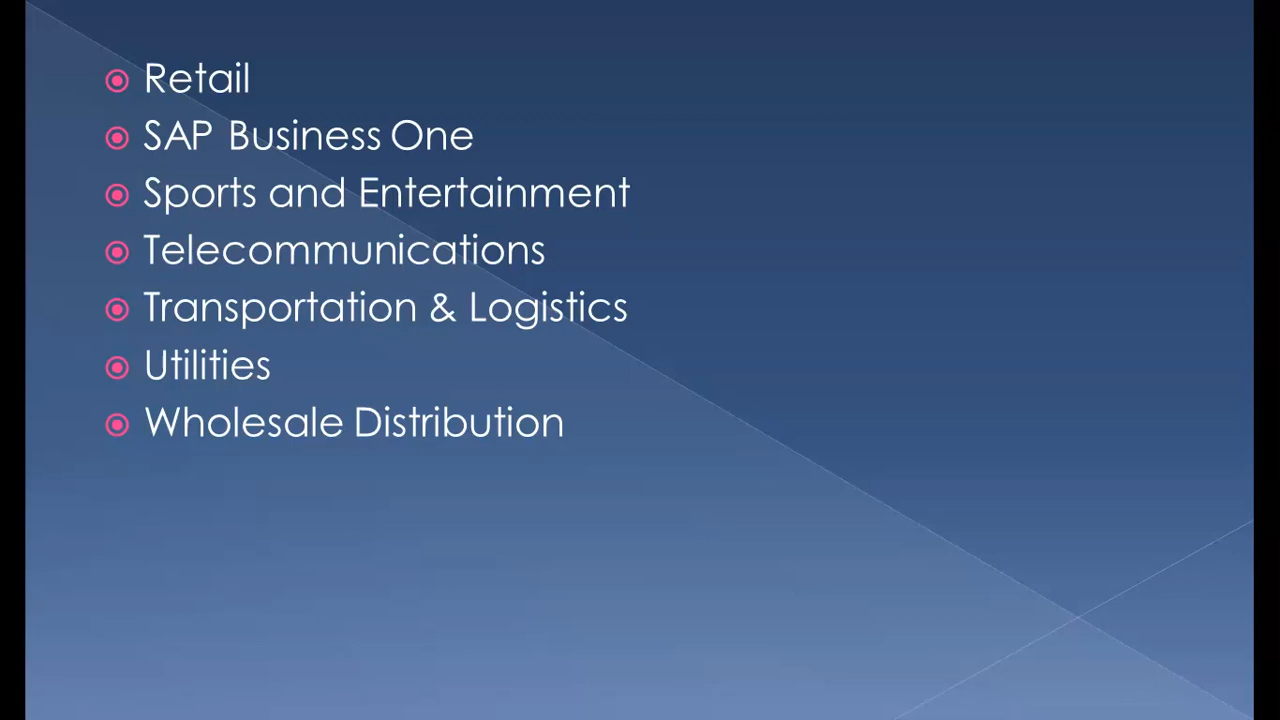 Retail
SAP Business One
Sports and Entertainment
Telecommunications
Transportation & Logistics
Utilities
Wholesale Distribution